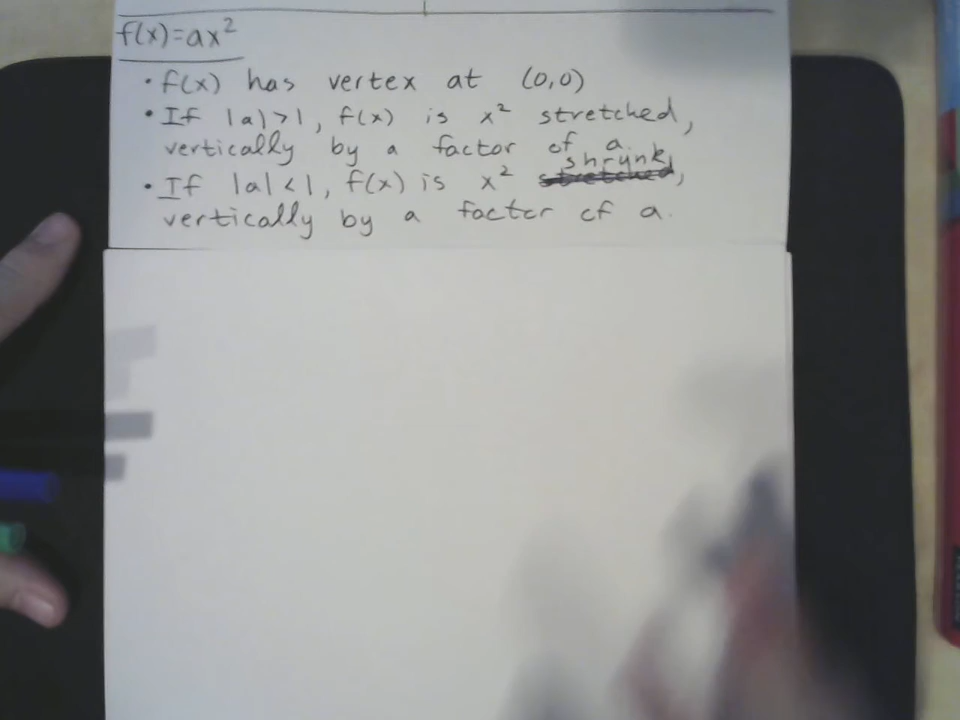 f(x)=ax²
• f(x) has vertex at (0,0)
• If |a|>1, f(x) is x² stretched,
vertically by a factor of a.
shrunk
• If |a|<1, f(x) is x² stretched,
vertically by a factor of a.